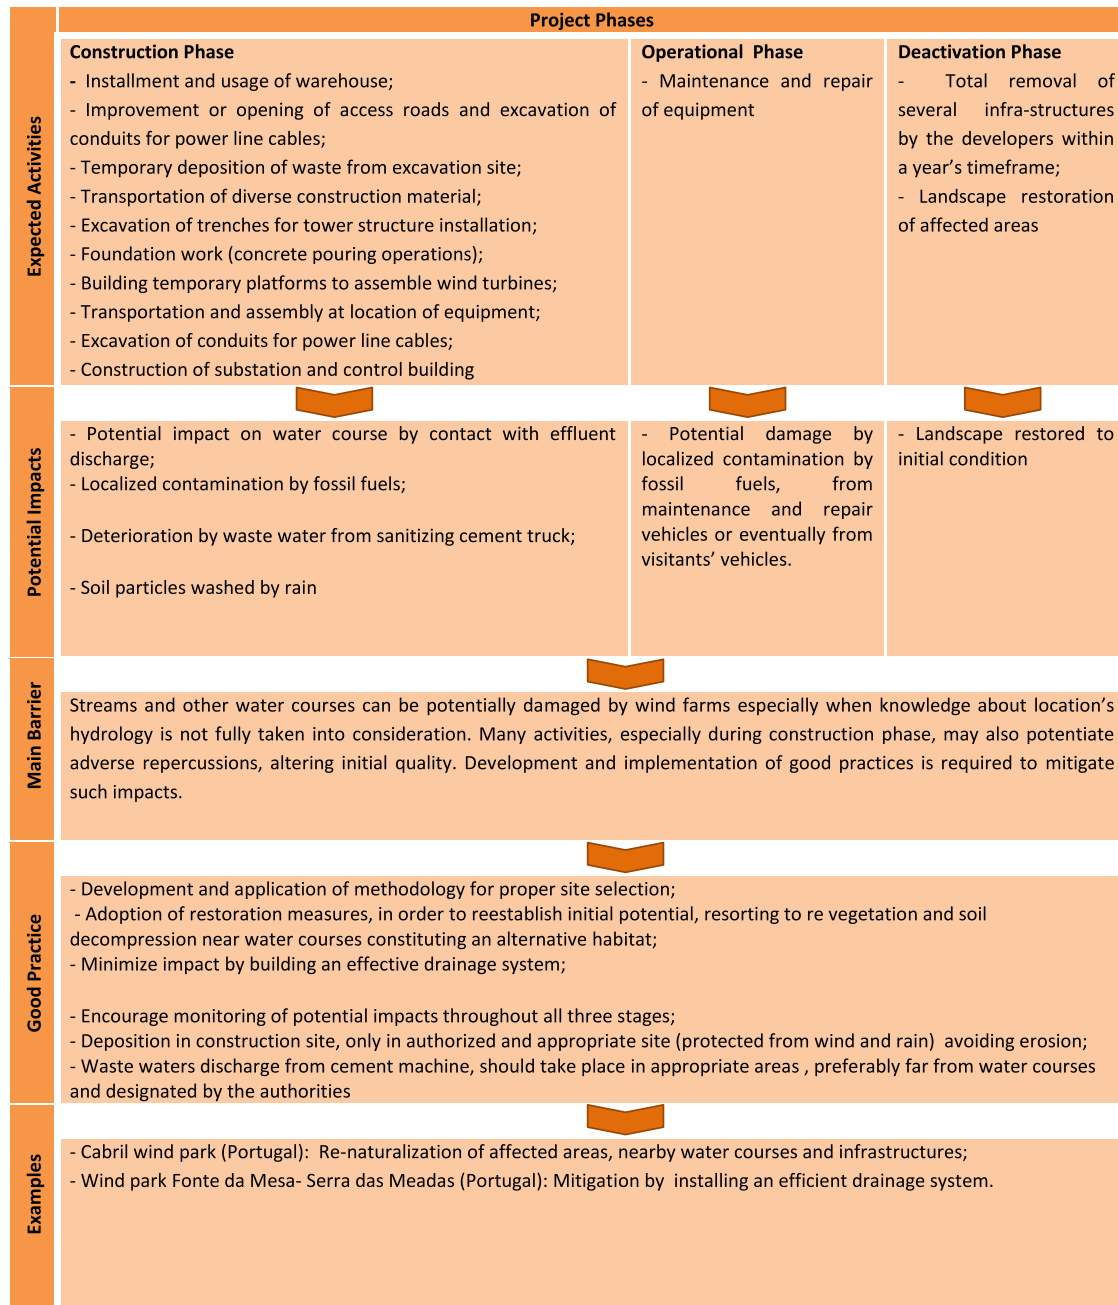 Project Phases
Expected Activities
Construction Phase
- Installment and usage of warehouse;
- Improvement or opening of access roads and excavation of
conduits for power line cables;
- Temporary deposition of waste from excavation site;
- Transportation of diverse construction material;
- Excavation of trenches for tower structure installation;
- Foundation work (concrete pouring operations);
- Building temporary platforms to assemble wind turbines;
- Transportation and assembly at location of equipment;
- Excavation of conduits for power line cables;
- Construction of substation and control building
Operational Phase
- Maintenance and repair
of equipment
Deactivation Phase
- Total removal of
several infra-structures
by the developers within
a year’s timeframe;
- Landscape restoration
of affected areas
Potential Impacts
- Potential impact on water course by contact with effluent
discharge;
- Localized contamination by fossil fuels;
- Deterioration by waste water from sanitizing cement truck;
- Soil particles washed by rain
- Potential damage by
localized contamination by
fossil fuels, from
maintenance and repair
vehicles or eventually from
visitants’ vehicles.
- Landscape restored to
initial condition
Main Barrier
Streams and other water courses can be potentially damaged by wind farms especially when knowledge about location’s
hydrology is not fully taken into consideration. Many activities, especially during construction phase, may also potentiate
adverse repercussions, altering initial quality. Development and implementation of good practices is required to mitigate
such impacts.
Good Practice
- Development and application of methodology for proper site selection;
- Adoption of restoration measures, in order to reestablish initial potential, resorting to re vegetation and soil
decompression near water courses constituting an alternative habitat;
- Minimize impact by building an effective drainage system;
- Encourage monitoring of potential impacts throughout all three stages;
- Deposition in construction site, only in authorized and appropriate site (protected from wind and rain) avoiding erosion;
- Waste waters discharge from cement machine, should take place in appropriate areas , preferably far from water courses
and designated by the authorities
Examples
- Cabril wind park (Portugal): Re-naturalization of affected areas, nearby water courses and infrastructures;
- Wind park Fonte da Mesa- Serra das Meadas (Portugal): Mitigation by installing an efficient drainage system.